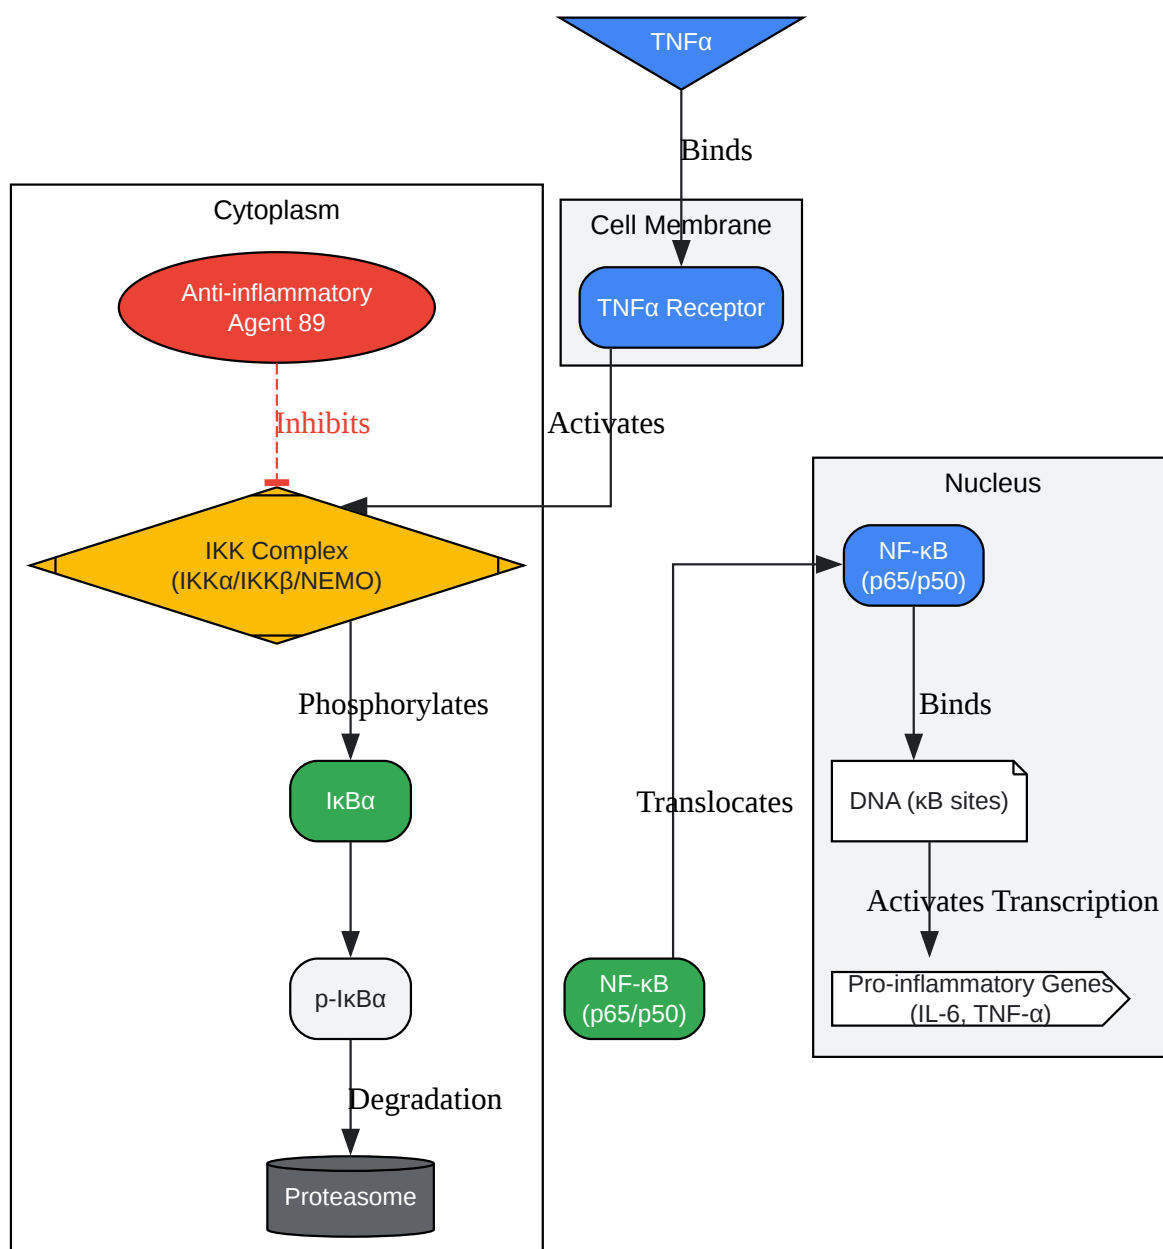 TNFα
Binds
Cytoplasm
Cell Membrane
Anti-inflammatory
Agent 89
TNFα Receptor
Inhibits
Activates
Nucleus
IKK Complex
(IKKα/IKKβ/NEMO)
NF-κB
(p65/p50)
Phosphorylates
Binds
IκBα
Translocates
DNA (κB sites)
Activates Transcription
p-IκBα
NF-κB
(p65/p50)
Pro-inflammatory Genes
(IL-6, TNF-α)
Degradation
Proteasome